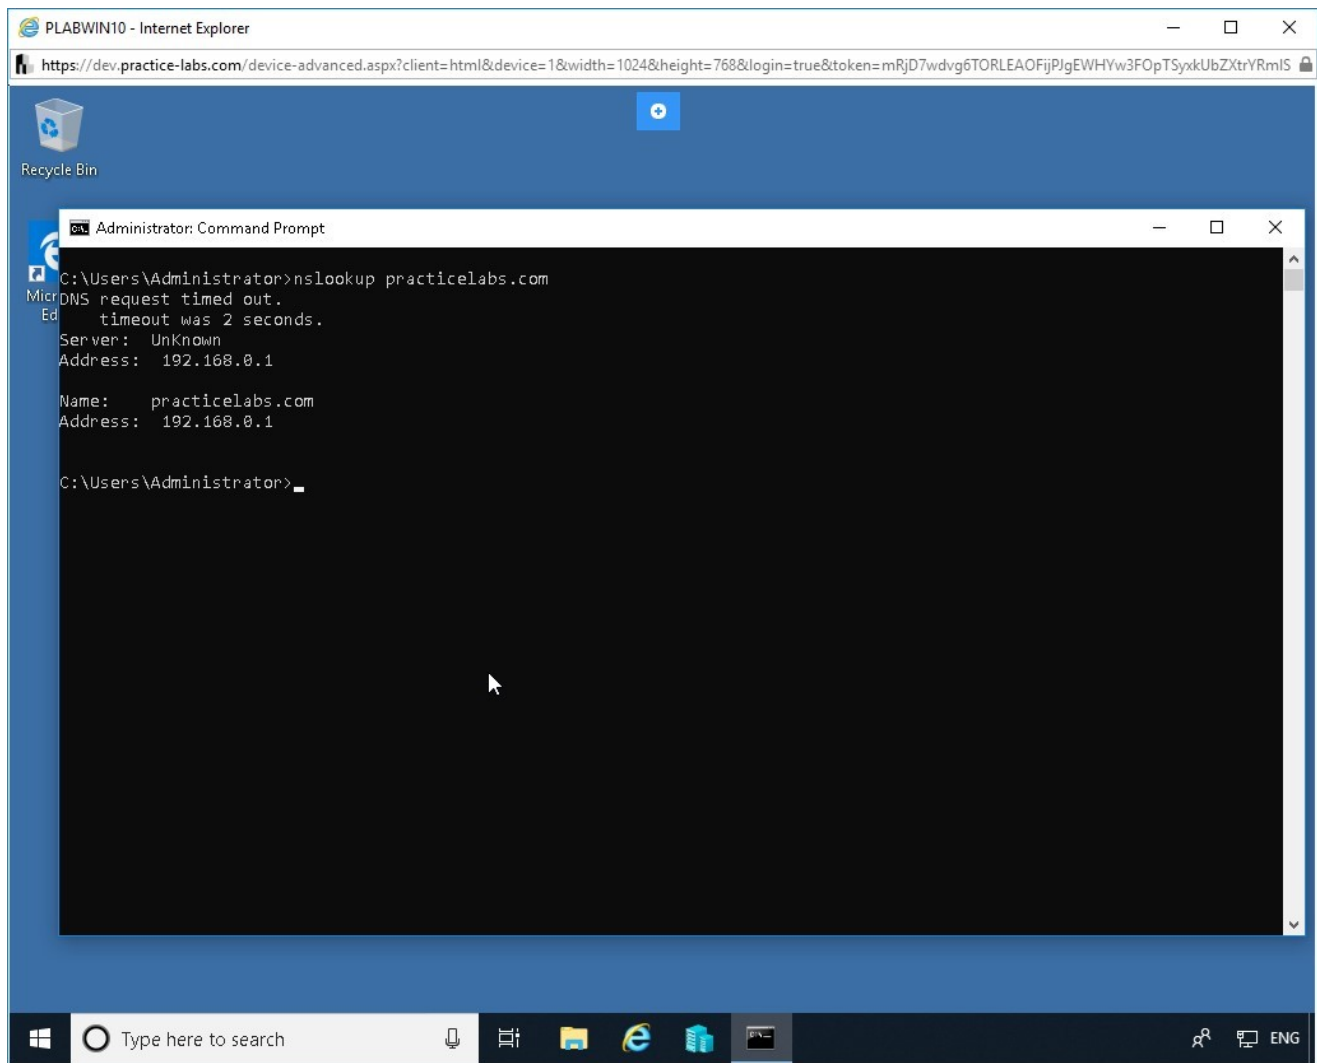 PLABWIN10 - Internet Explorer
https://dev.practice-labs.com/device-advanced.aspx?client=html&device=1&width=1024&height=768&login=true&token=mRjD7wdvg6TORLEAOFijPJgEWHYw3FOpTSyxkUbZXtrYRmIS
Recycle Bin
Micr
Ed
Administrator: Command Prompt
C:\Users\Administrator>nslookup practicelabs.com
DNS request timed out.
    timeout was 2 seconds.
Server:  UnKnown
Address:  192.168.0.1
Name:    practicelabs.com
Address:  192.168.0.1
C:\Users\Administrator>
Type here to search
ENG